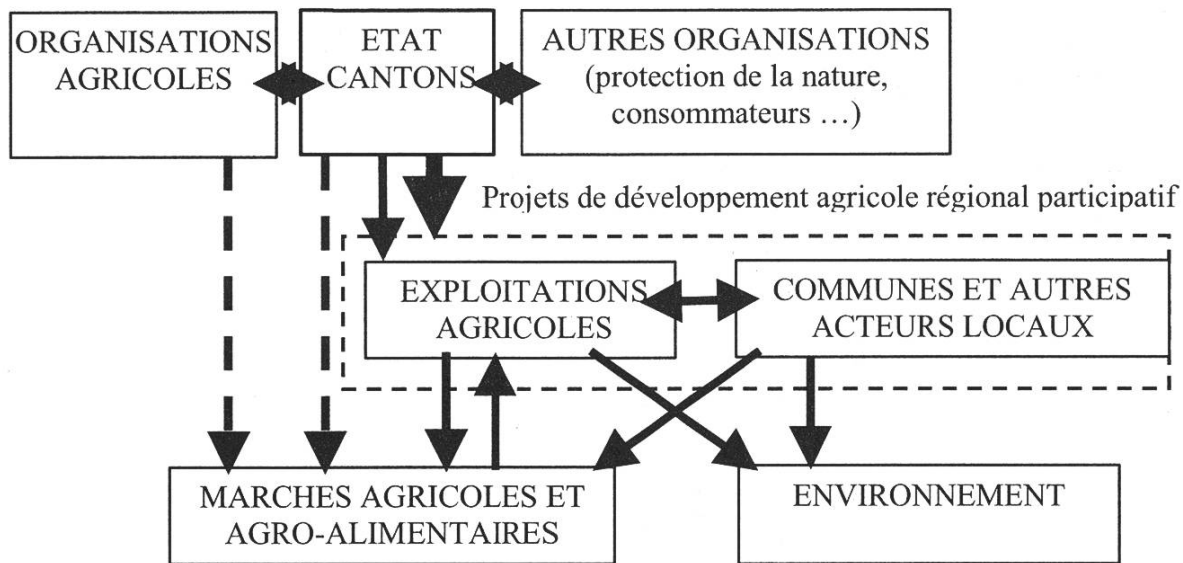 ORGANISATIONS
AGRICOLES
ETAT
CANTONS
AUTRES ORGANISATIONS
(protection de la nature,
consommateurs …)
Projets de développement agricole régional participatif
EXPLOITATIONS
AGRICOLES
COMMUNES ET AUTRES
ACTEURS LOCAUX
MARCHES AGRICOLES ET
AGRO-ALIMENTAIRES
ENVIRONNEMENT